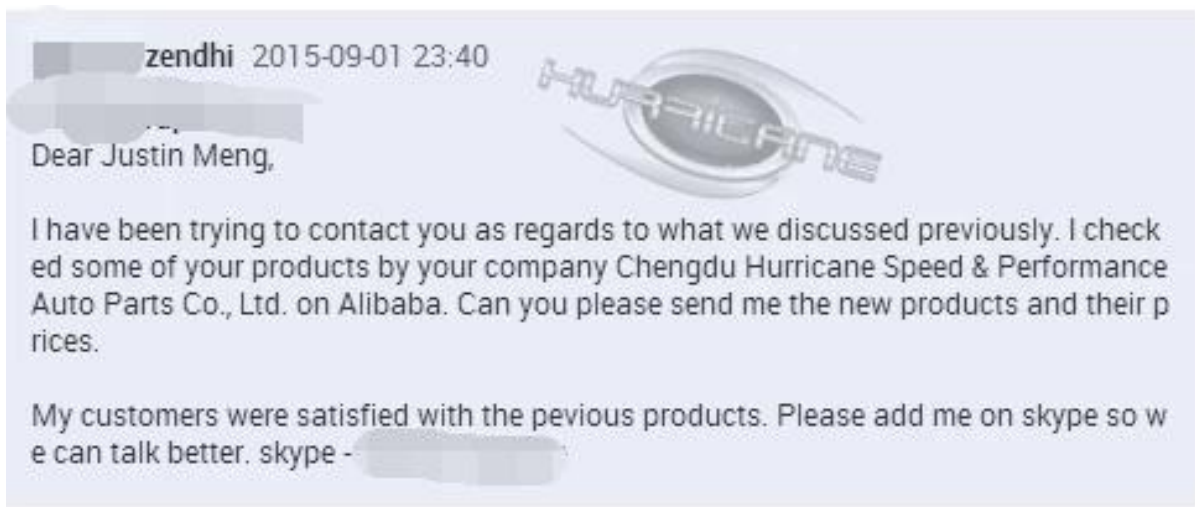 zendhi 2015-09-01 23:40
HURRICANE
Dear Justin Meng,
I have been trying to contact you as regards to what we discussed previously. I check
ed some of your products by your company Chengdu Hurricane Speed & Performance
Auto Parts Co., Ltd. on Alibaba. Can you please send me the new products and their p
rices.
My customers were satisfied with the pevious products. Please add me on skype so w
e can talk better. skype -